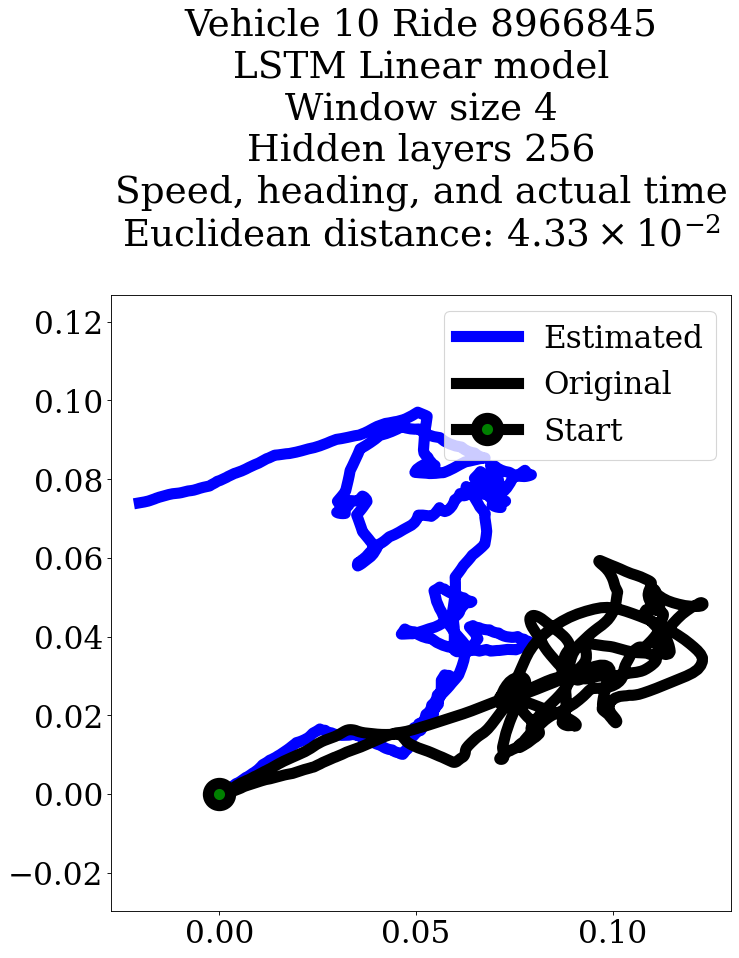 Vehicle 10 Ride 8966845
LSTM Linear model
Window size 4
Hidden layers 256
Speed, heading, and actual time
Euclidean distance: 4.33 × 10⁻²
Estimated
Original
Start
0.12
0.10
0.08
0.06
0.04
0.02
0.00
−0.02
0.00 0.05 0.10